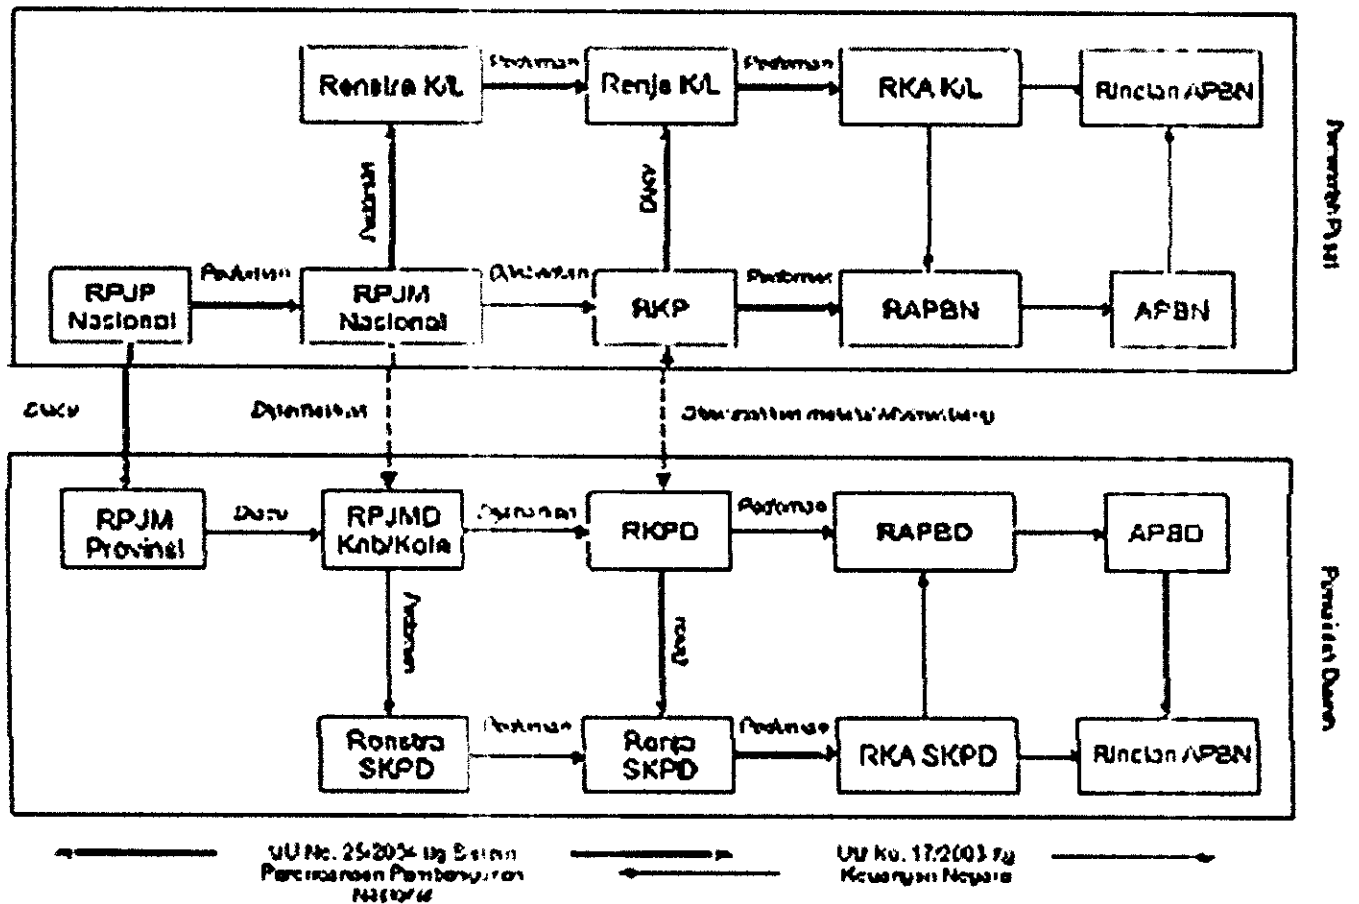 Pedoman
Pedoman
Renstra K/L
Renja K/L
RKA K/L
Rincian APBN
Pedoman
Diacu
Pemerintah Pusat
Pedoman
Dijabarkan
Pedoman
RPJP
Nasional
RPJM
Nasional
RKP
RAPBN
APBN
Diacu
RPJM
Provinsi
Diacu
RPJMD
Kab/Kota
Dijabarkan
RKPD
Pedoman
RAPBD
APBD
Pedoman
Diacu
Pemerintah Daerah
Renstra
SKPD
Pedoman
Renja
SKPD
Pedoman
RKA SKPD
Rincian APBN
UU No. 25/2004 tg Sistem
Perencanaan Pembangunan
Nasional
UU No. 17/2003 tg
Keuangan Negara